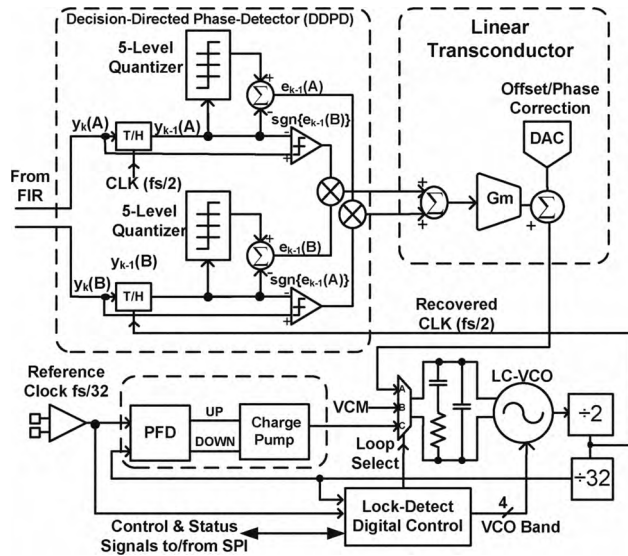 Decision-Directed Phase-Detector (DDPD)
5-Level
Quantizer
Linear
Transconductor
Offset/Phase
Correction
DAC
e_{k-1}(A)
sgn{e_{k-1}(B)}
y_k(A)
T/H
y_{k-1}(A)
CLK (fs/2)
From
FIR
Gm
5-Level
Quantizer
e_{k-1}(B)
y_{k-1}(B)
sgn{e_{k-1}(A)}
y_k(B)
T/H
Recovered
CLK (fs/2)
Reference
Clock fs/32
PFD
UP
DOWN
Charge
Pump
VCM
A
B
C
Loop
Select
LC-VCO
÷2
÷32
Lock-Detect
Digital Control
4
VCO Band
Control & Status
Signals to/from SPI